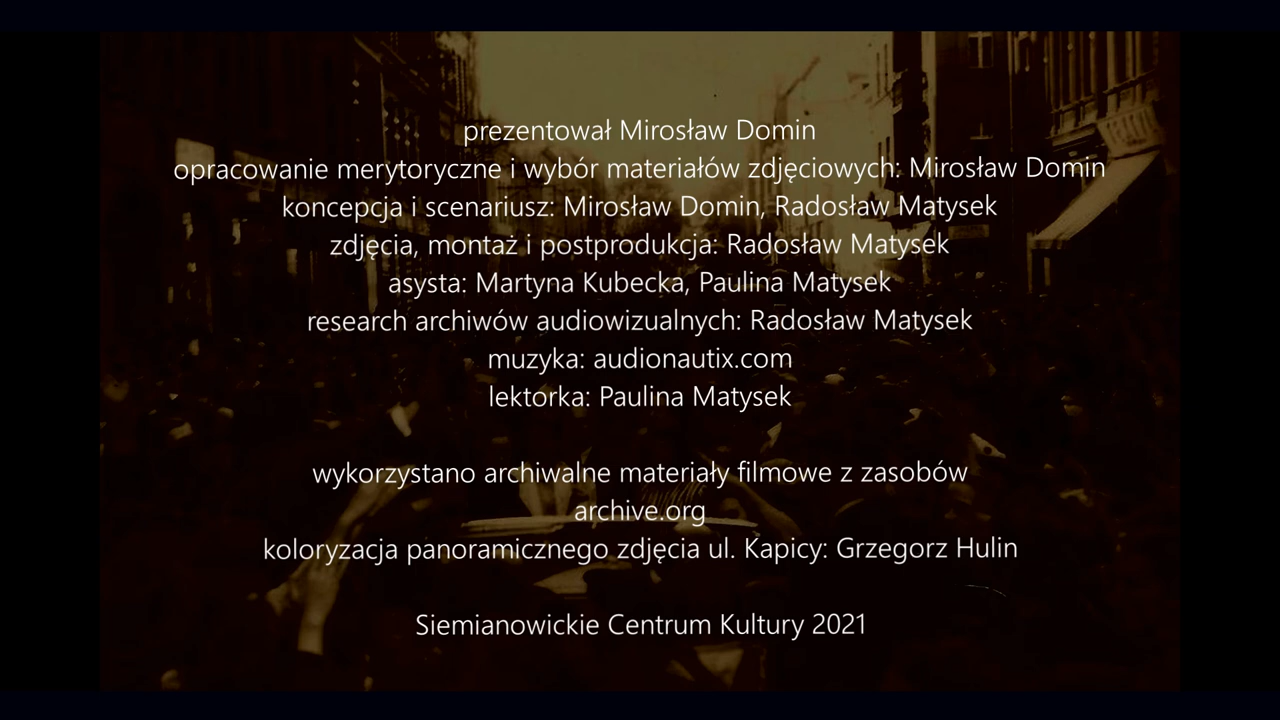 prezentował Mirosław Domin
opracowanie merytoryczne i wybór materiałów zdjęciowych: Mirosław Domin
koncepcja i scenariusz: Mirosław Domin, Radosław Matysek
zdjęcia, montaż i postprodukcja: Radosław Matysek
asysta: Martyna Kubecka, Paulina Matysek
research archiwów audiowizualnych: Radosław Matysek
muzyka: audionautix.com
lektorka: Paulina Matysek
wykorzystano archiwalne materiały filmowe z zasobów
archive.org
koloryzacja panoramicznego zdjęcia ul. Kapicy: Grzegorz Hulin
Siemianowickie Centrum Kultury 2021